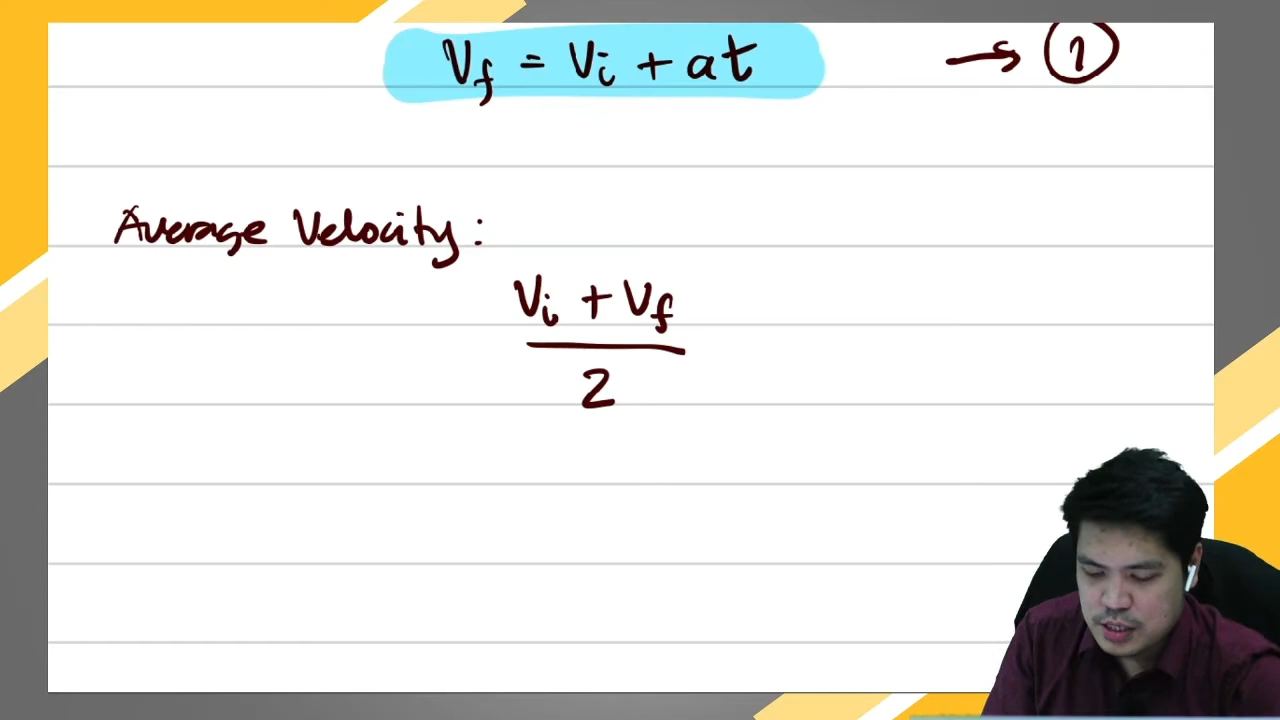 Vf = Vi + at → 1
Average Velocity:
Vi + Vf
2